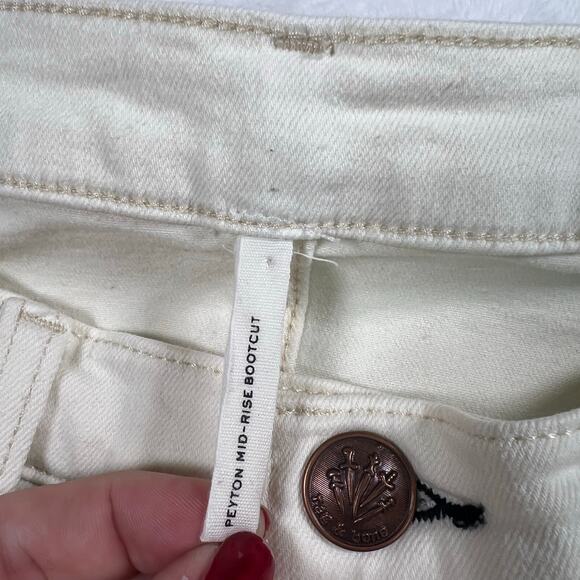 PEYTON MID-RISE BOOTCUT
rag & bone